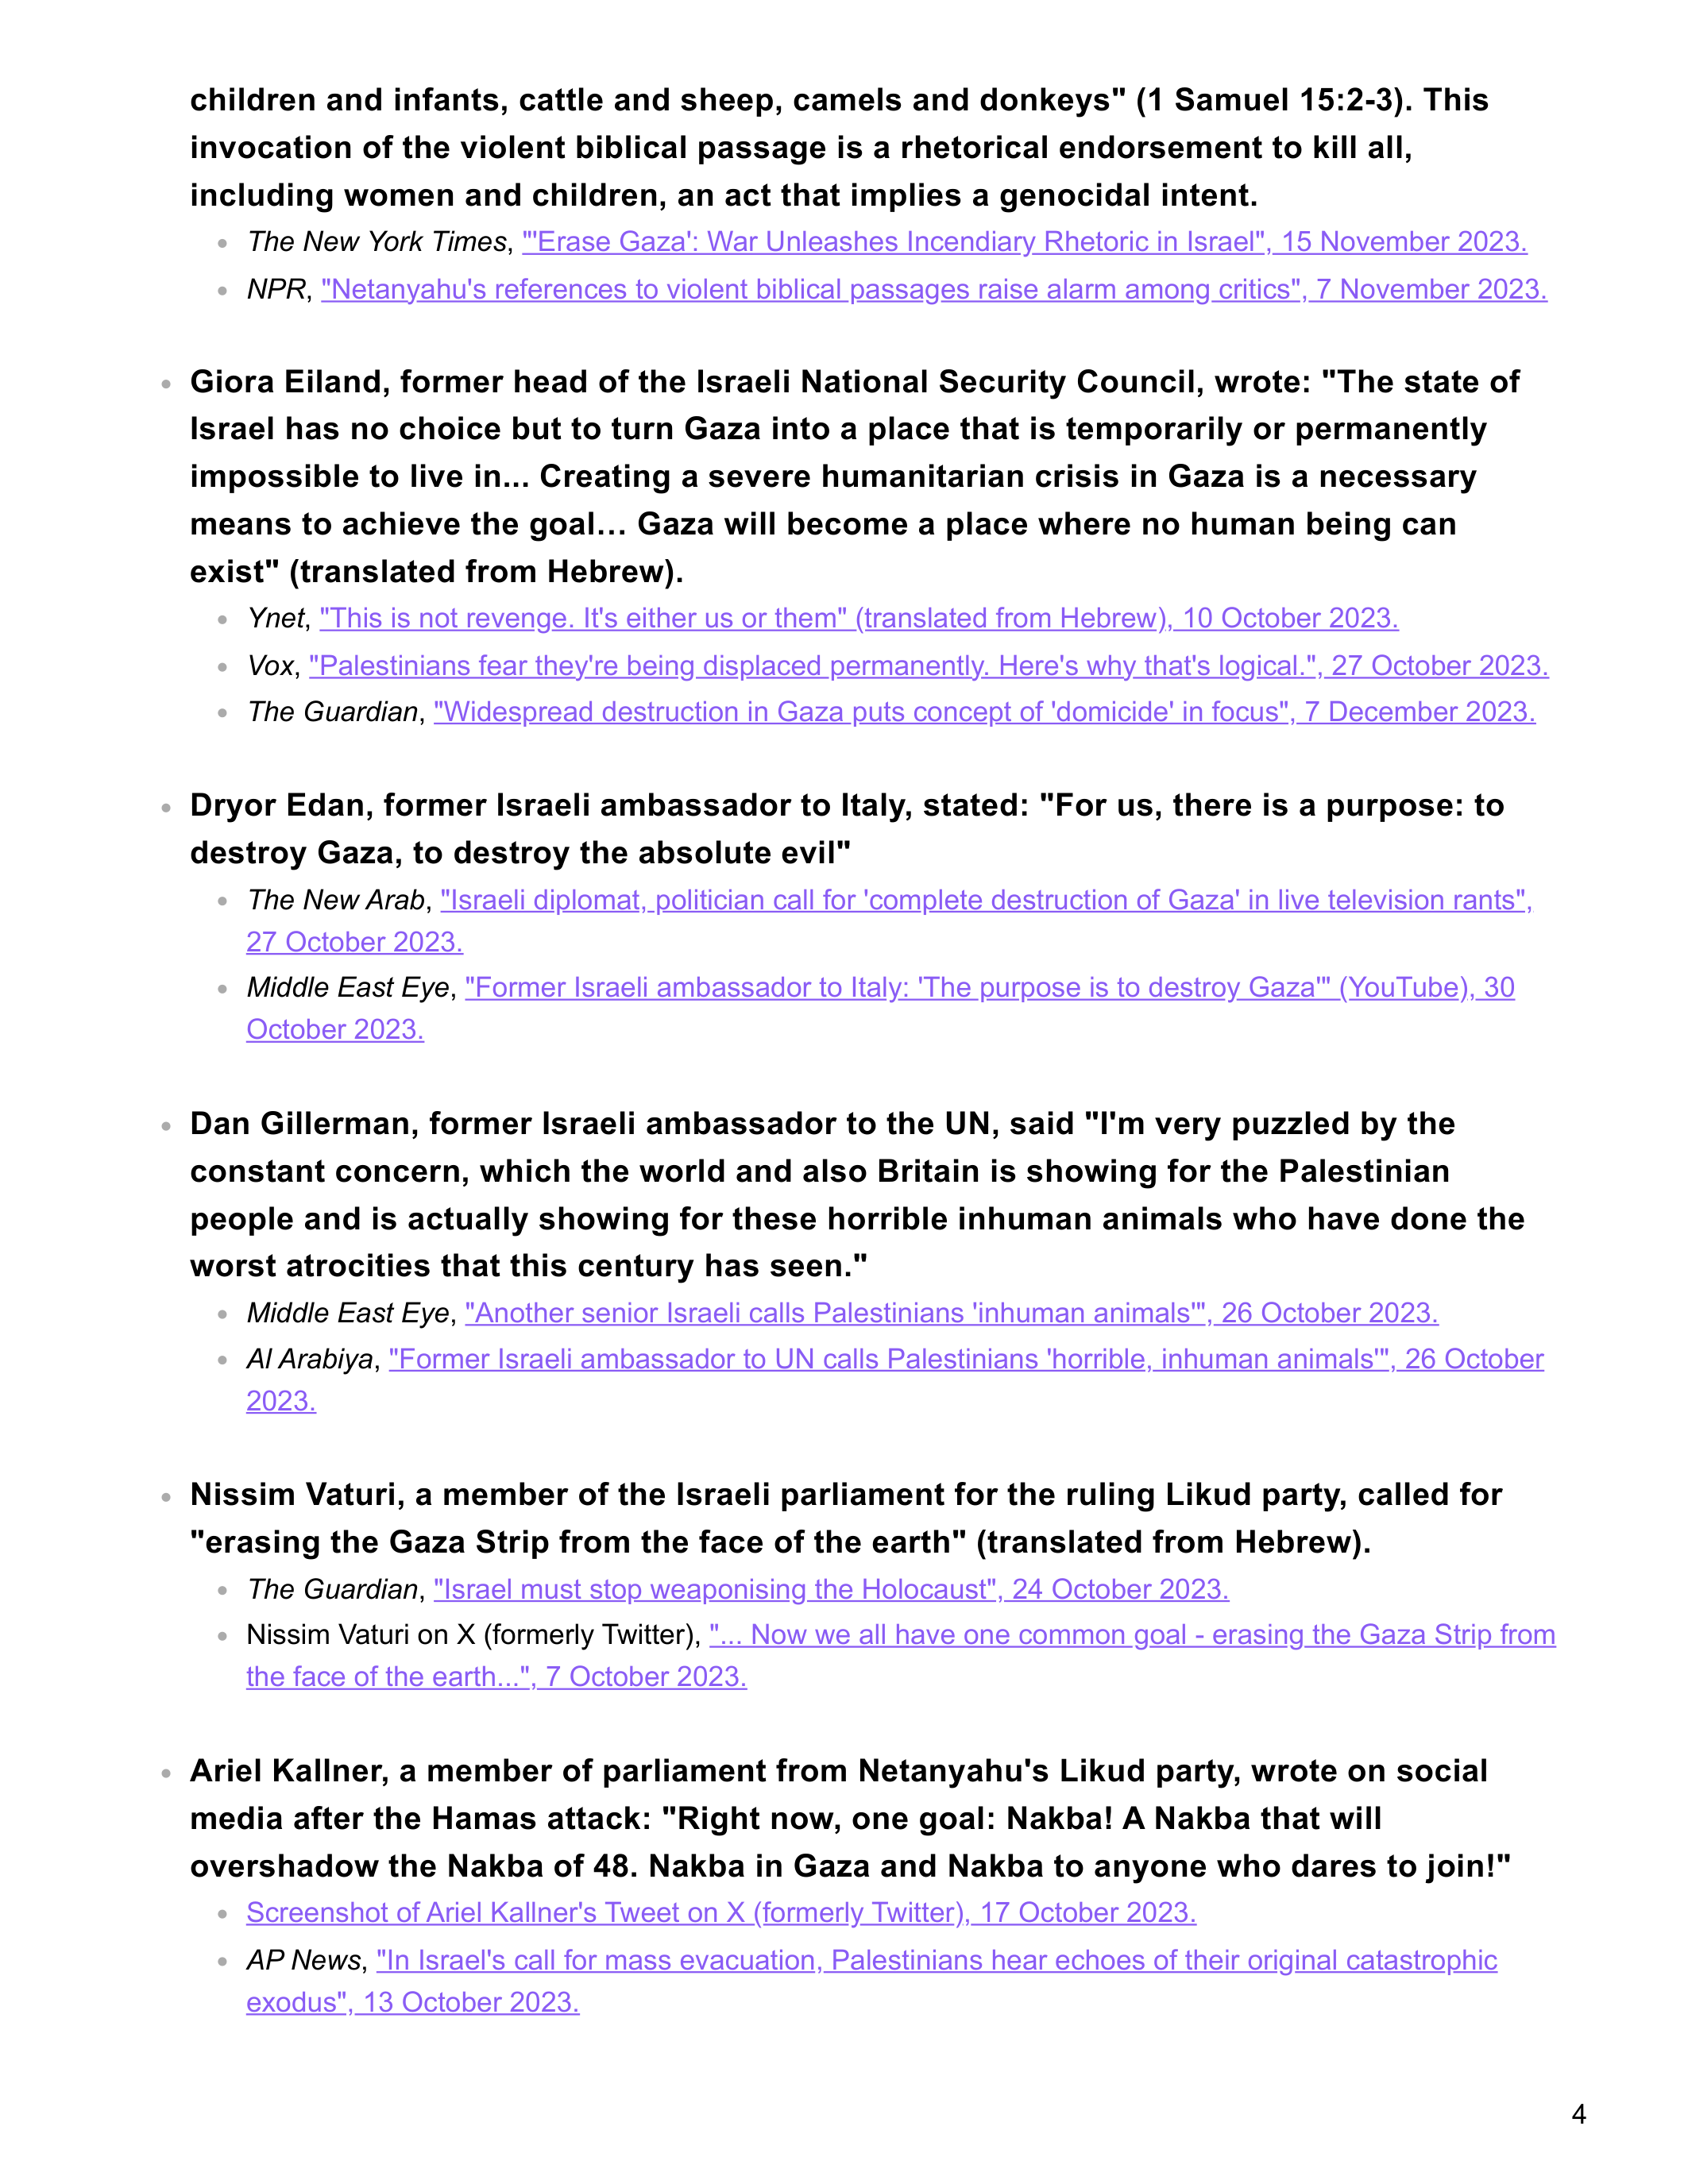 children and infants, cattle and sheep, camels and donkeys" (1 Samuel 15:2-3). This
invocation of the violent biblical passage is a rhetorical endorsement to kill all,
including women and children, an act that implies a genocidal intent.
• The New York Times, "'Erase Gaza': War Unleashes Incendiary Rhetoric in Israel", 15 November 2023.
• NPR, "Netanyahu's references to violent biblical passages raise alarm among critics", 7 November 2023.
• Giora Eiland, former head of the Israeli National Security Council, wrote: "The state of
Israel has no choice but to turn Gaza into a place that is temporarily or permanently
impossible to live in... Creating a severe humanitarian crisis in Gaza is a necessary
means to achieve the goal… Gaza will become a place where no human being can
exist" (translated from Hebrew).
• Ynet, "This is not revenge. It's either us or them" (translated from Hebrew), 10 October 2023.
• Vox, "Palestinians fear they're being displaced permanently. Here's why that's logical.", 27 October 2023.
• The Guardian, "Widespread destruction in Gaza puts concept of 'domicide' in focus", 7 December 2023.
• Dryor Edan, former Israeli ambassador to Italy, stated: "For us, there is a purpose: to
destroy Gaza, to destroy the absolute evil"
• The New Arab, "Israeli diplomat, politician call for 'complete destruction of Gaza' in live television rants",
27 October 2023.
• Middle East Eye, "Former Israeli ambassador to Italy: 'The purpose is to destroy Gaza'" (YouTube), 30
October 2023.
• Dan Gillerman, former Israeli ambassador to the UN, said "I'm very puzzled by the
constant concern, which the world and also Britain is showing for the Palestinian
people and is actually showing for these horrible inhuman animals who have done the
worst atrocities that this century has seen."
• Middle East Eye, "Another senior Israeli calls Palestinians 'inhuman animals'", 26 October 2023.
• Al Arabiya, "Former Israeli ambassador to UN calls Palestinians 'horrible, inhuman animals'", 26 October
2023.
• Nissim Vaturi, a member of the Israeli parliament for the ruling Likud party, called for
"erasing the Gaza Strip from the face of the earth" (translated from Hebrew).
• The Guardian, "Israel must stop weaponising the Holocaust", 24 October 2023.
• Nissim Vaturi on X (formerly Twitter), "... Now we all have one common goal - erasing the Gaza Strip from
the face of the earth...", 7 October 2023.
• Ariel Kallner, a member of parliament from Netanyahu's Likud party, wrote on social
media after the Hamas attack: "Right now, one goal: Nakba! A Nakba that will
overshadow the Nakba of 48. Nakba in Gaza and Nakba to anyone who dares to join!"
• Screenshot of Ariel Kallner's Tweet on X (formerly Twitter), 17 October 2023.
• AP News, "In Israel's call for mass evacuation, Palestinians hear echoes of their original catastrophic
exodus", 13 October 2023.
4